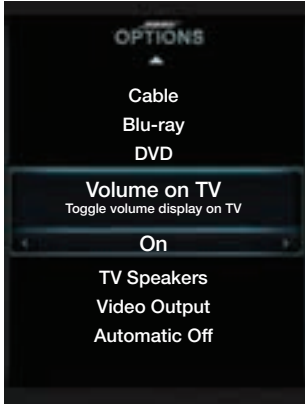 OPTIONS
Cable
Blu-ray
DVD
Volume on TV
Toggle volume display on TV
On
TV Speakers
Video Output
Automatic Off